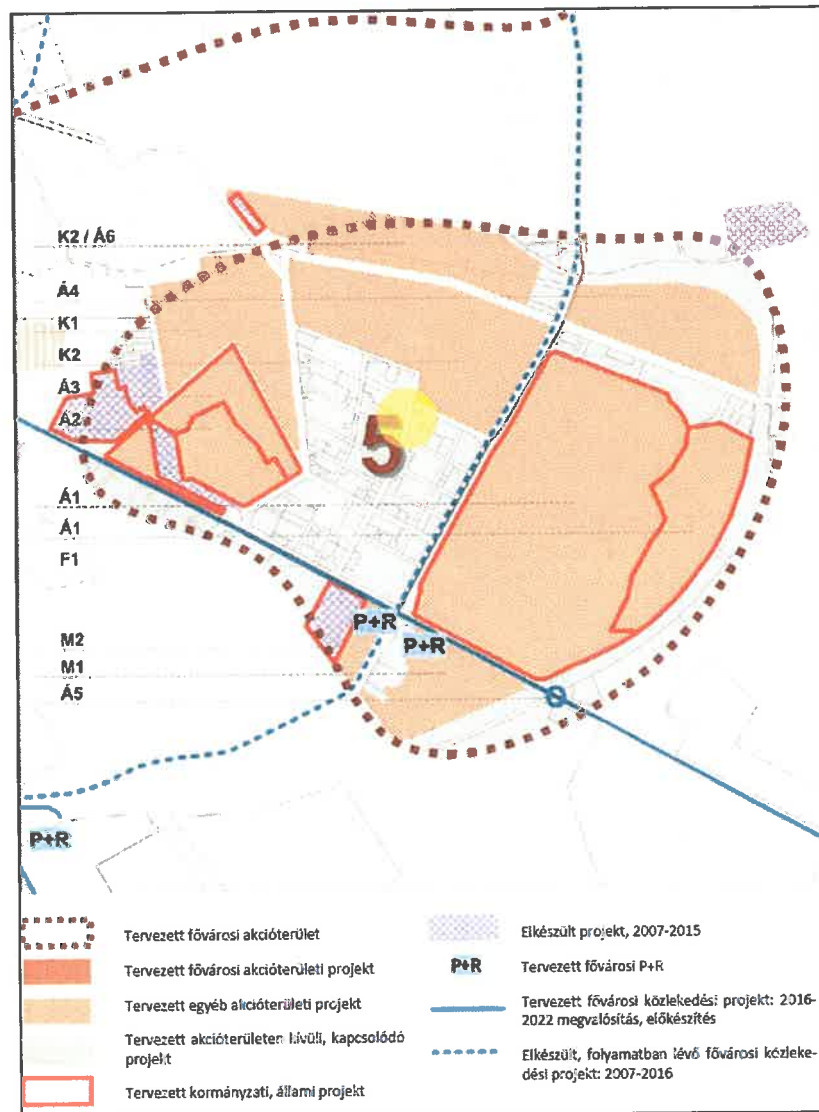 K2 / Á6
Á4
K1
K2
Á3
Á2
5
Á1
Á1
F1
P+R
P+R
M2
M1
Á5
P+R
Tervezett fővárosi akcióterület
Tervezett fővárosi akcióterületi projekt
Tervezett egyéb akcióterületi projekt
Tervezett akcióterületen kívüli, kapcsolódó
projekt
Tervezett kormányzati, állami projekt
Elkészült projekt, 2007-2015
P+R Tervezett fővárosi P+R
Tervezett fővárosi közlekedési projekt: 2016-
2022 megvalósítás, előkészítés
Elkészült, folyamatban lévő fővárosi közleke-
dési projekt: 2007-2016